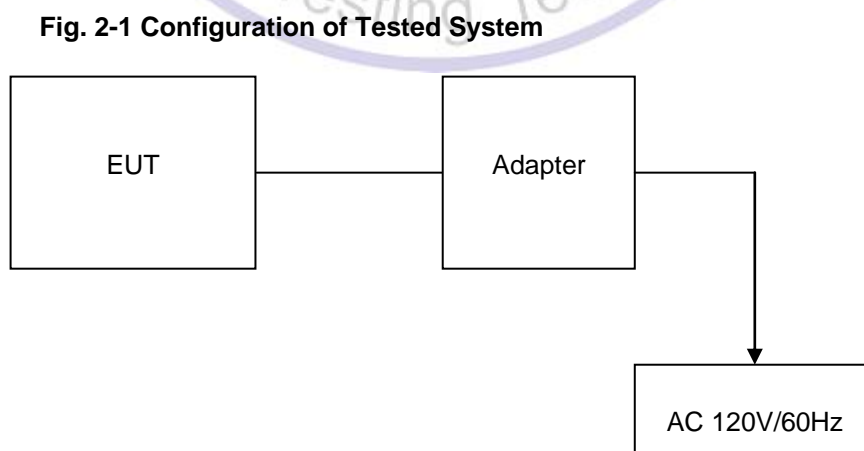 Fig. 2-1 Configuration of Tested System
EUT
Adapter
AC 120V/60Hz